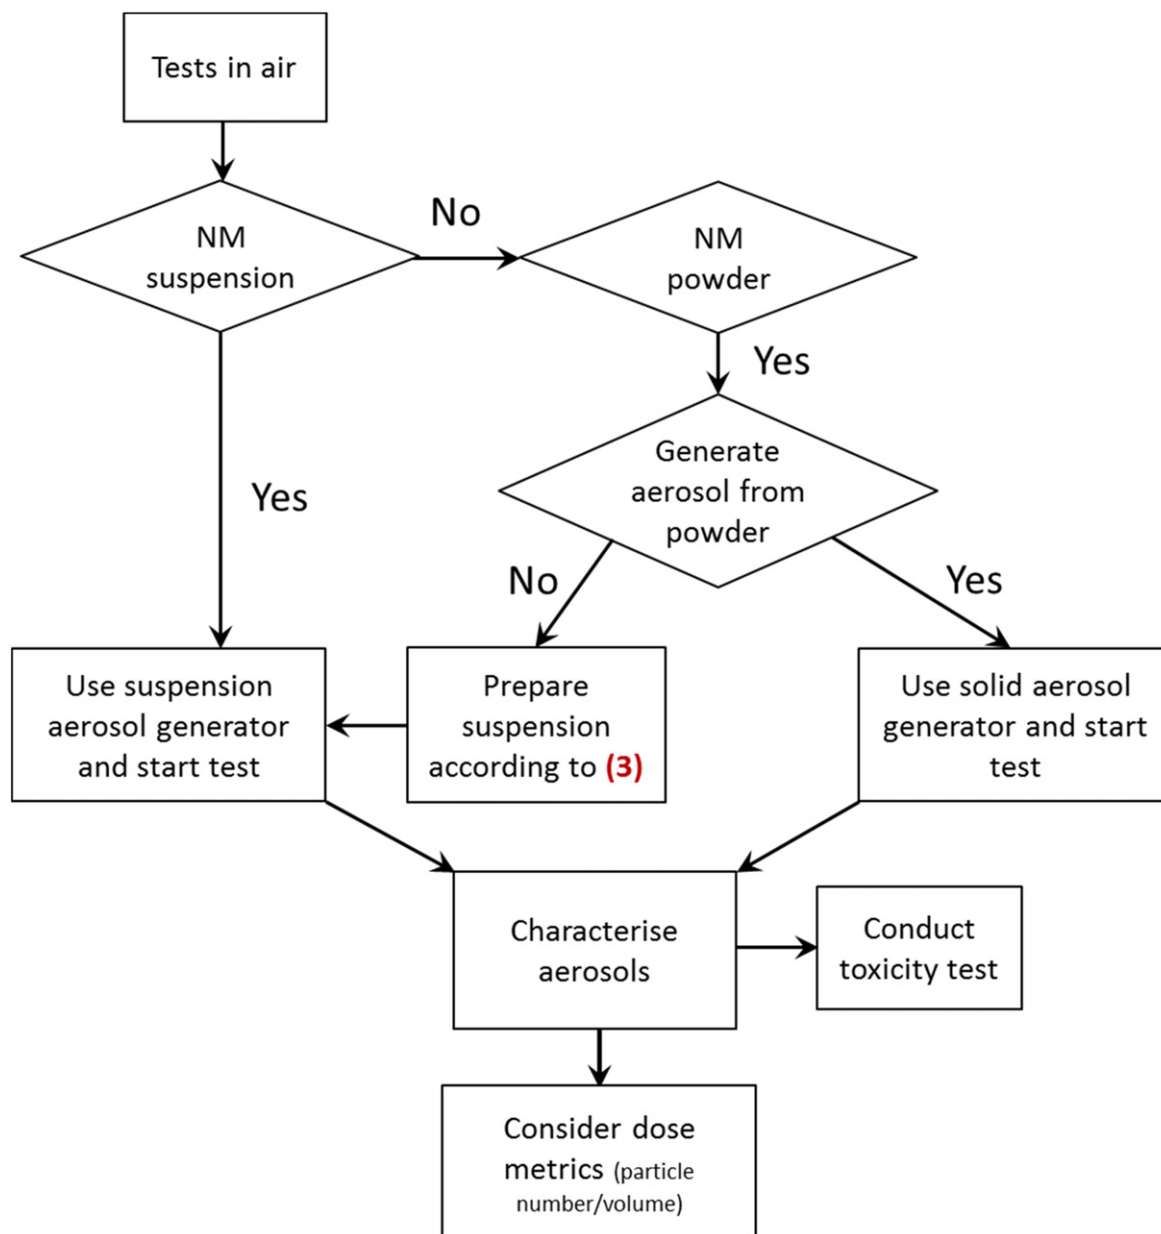 Tests in air
NM
suspension
No
NM
powder
Yes
Generate
aerosol from
powder
Yes
No
Yes
Use suspension
aerosol generator
and start test
Prepare
suspension
according to (3)
Use solid aerosol
generator and start
test
Characterise
aerosols
Conduct
toxicity test
Consider dose
metrics (particle
number/volume)